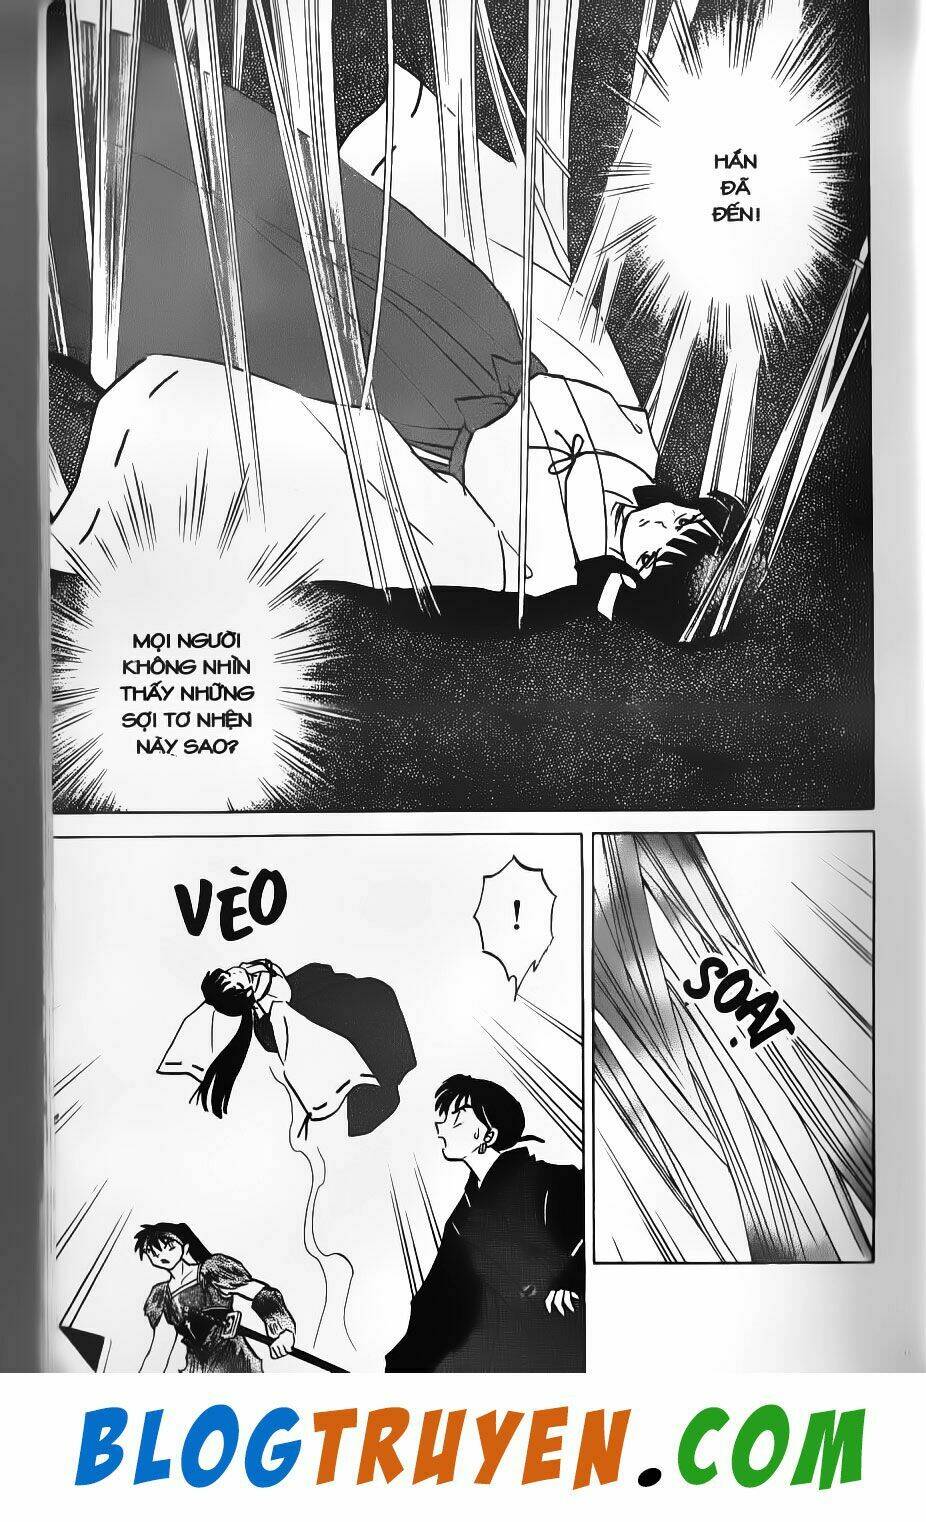 HẮN
ĐÃ
ĐẾN!
MỌI NGƯỜI
KHÔNG NHÌN
THẤY NHỮNG
SỢI TƠ NHỆN
NÀY SAO?
VÈO
!
SOẠT
BLOGTRUYEN.COM